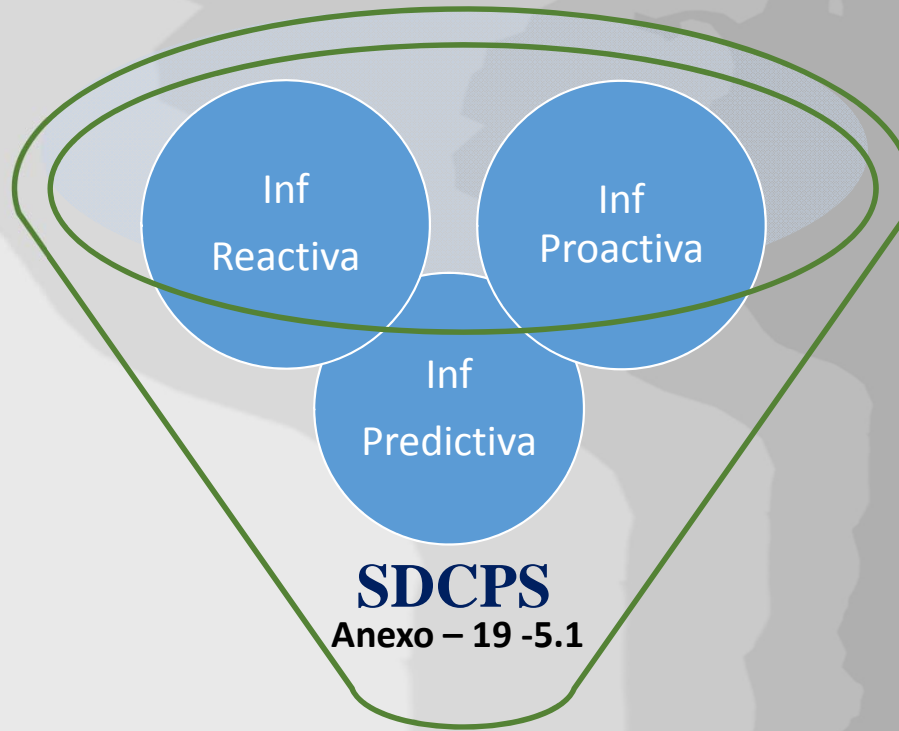 Inf
Reactiva
Inf
Proactiva
Inf
Predictiva
SDCPS
Anexo – 19 -5.1